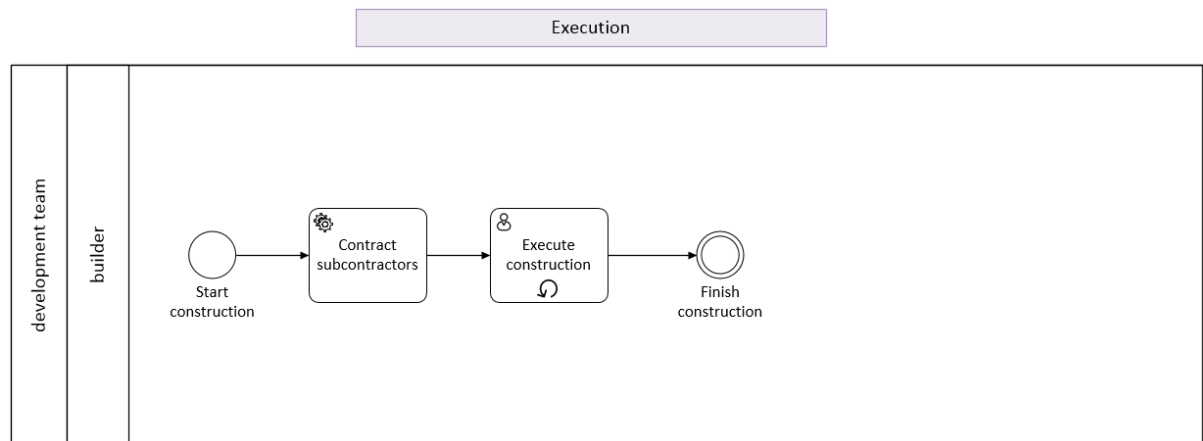 Execution
development team
builder
Contract
subcontractors
Execute
construction
Start
construction
Finish
construction